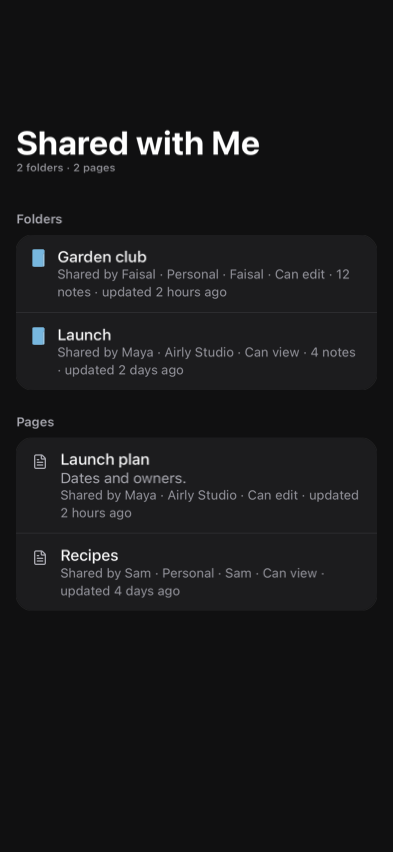 Shared with Me
2 folders · 2 pages
Folders
Garden club
Shared by Faisal · Personal · Faisal · Can edit · 12
notes · updated 2 hours ago
Launch
Shared by Maya · Airly Studio · Can view · 4 notes
· updated 2 days ago
Pages
Launch plan
Dates and owners.
Shared by Maya · Airly Studio · Can edit · updated
2 hours ago
Recipes
Shared by Sam · Personal · Sam · Can view ·
updated 4 days ago